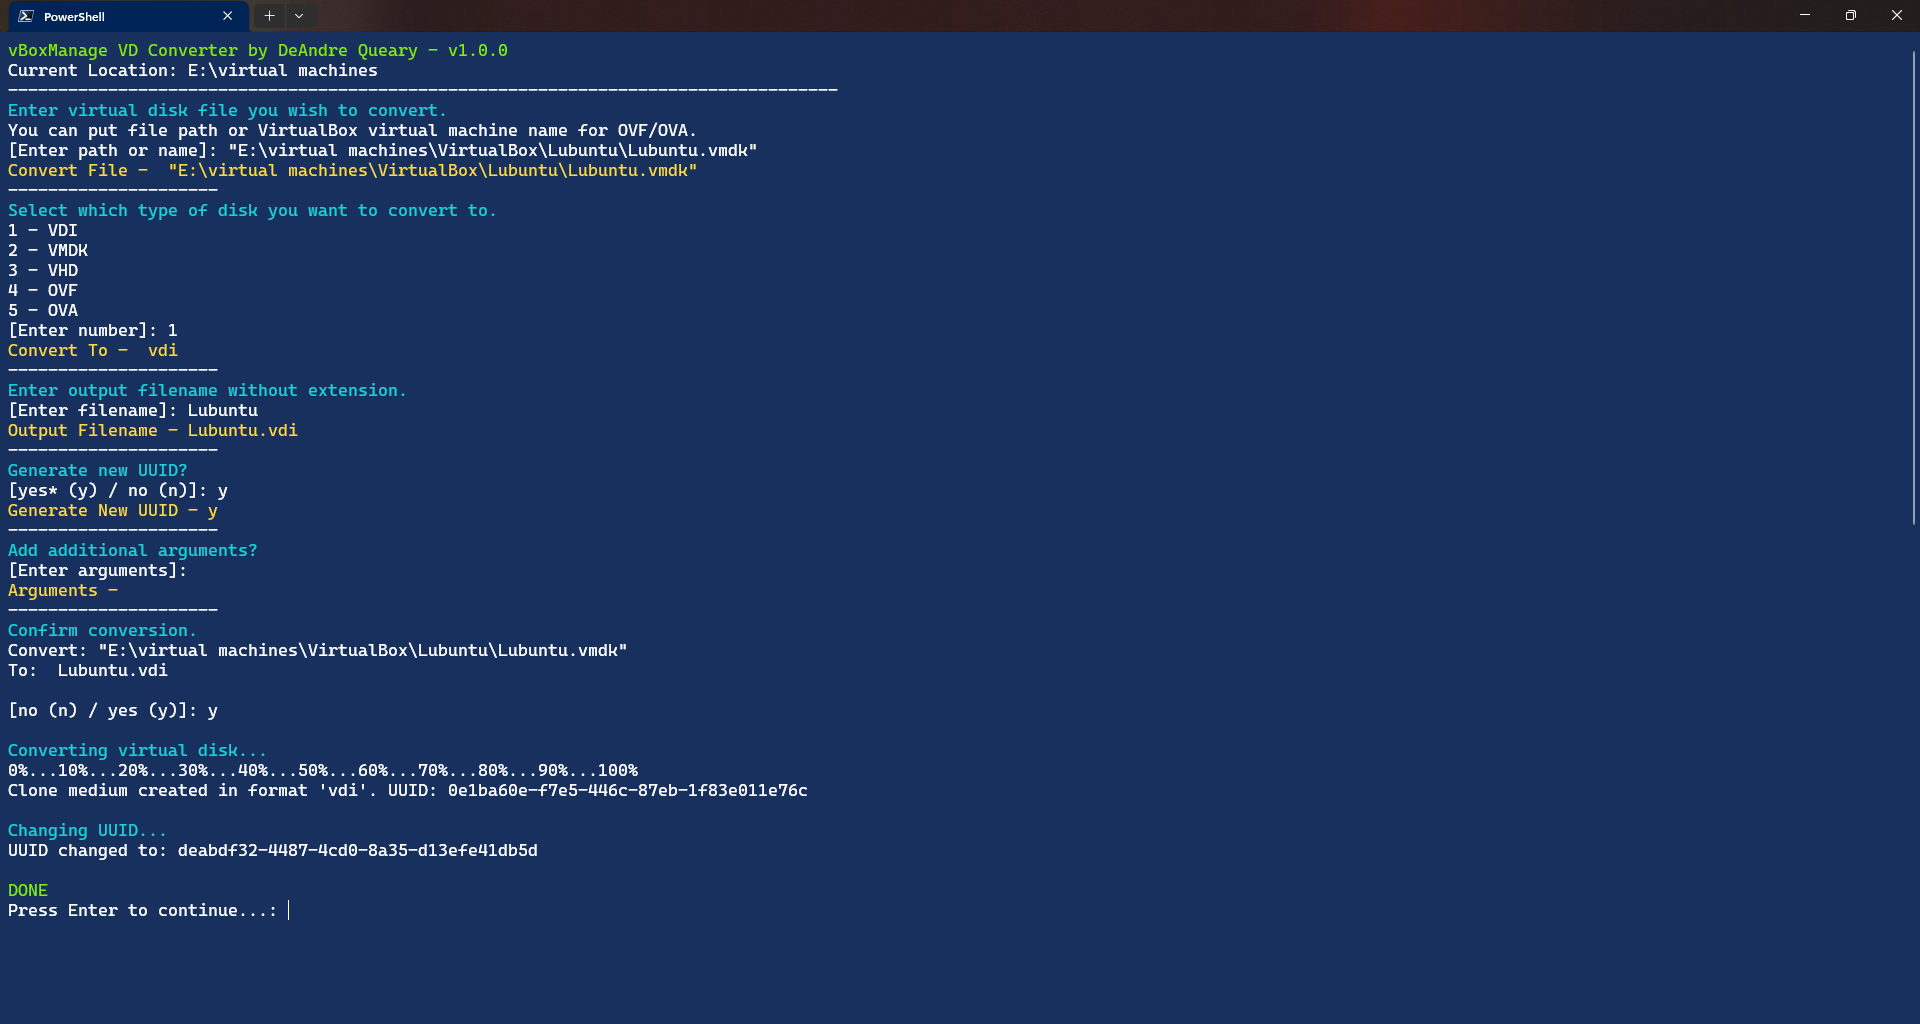 PowerShell
vBoxManage VD Converter by DeAndre Queary - v1.0.0
Current Location: E:\virtual machines
-----------------------------------------------------------------------------------
Enter virtual disk file you wish to convert.
You can put file path or VirtualBox virtual machine name for OVF/OVA.
[Enter path or name]: "E:\virtual machines\VirtualBox\Lubuntu\Lubuntu.vmdk"
Convert File -  "E:\virtual machines\VirtualBox\Lubuntu\Lubuntu.vmdk"
---------------------
Select which type of disk you want to convert to.
1 - VDI
2 - VMDK
3 - VHD
4 - OVF
5 - OVA
[Enter number]: 1
Convert To -  vdi
---------------------
Enter output filename without extension.
[Enter filename]: Lubuntu
Output Filename - Lubuntu.vdi
---------------------
Generate new UUID?
[yes* (y) / no (n)]: y
Generate New UUID - y
---------------------
Add additional arguments?
[Enter arguments]:
Arguments -
---------------------
Confirm conversion.
Convert: "E:\virtual machines\VirtualBox\Lubuntu\Lubuntu.vmdk"
To:  Lubuntu.vdi
[no (n) / yes (y)]: y
Converting virtual disk...
0%...10%...20%...30%...40%...50%...60%...70%...80%...90%...100%
Clone medium created in format 'vdi'. UUID: 0e1ba60e-f7e5-446c-87eb-1f83e011e76c
Changing UUID...
UUID changed to: deabdf32-4487-4cd0-8a35-d13efe41db5d
DONE
Press Enter to continue...: